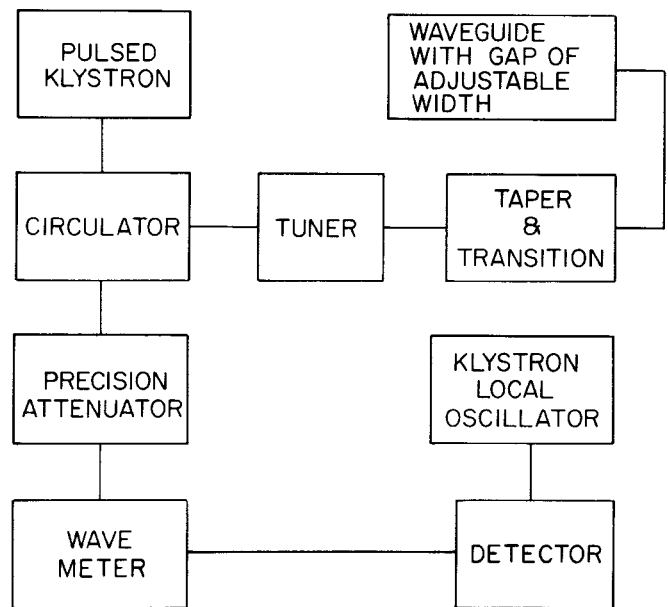 PULSED
KLYSTRON
WAVEGUIDE
WITH GAP OF
ADJUSTABLE
WIDTH
CIRCULATOR
TUNER
TAPER
&
TRANSITION
PRECISION
ATTENUATOR
KLYSTRON
LOCAL
OSCILLATOR
WAVE
METER
DETECTOR